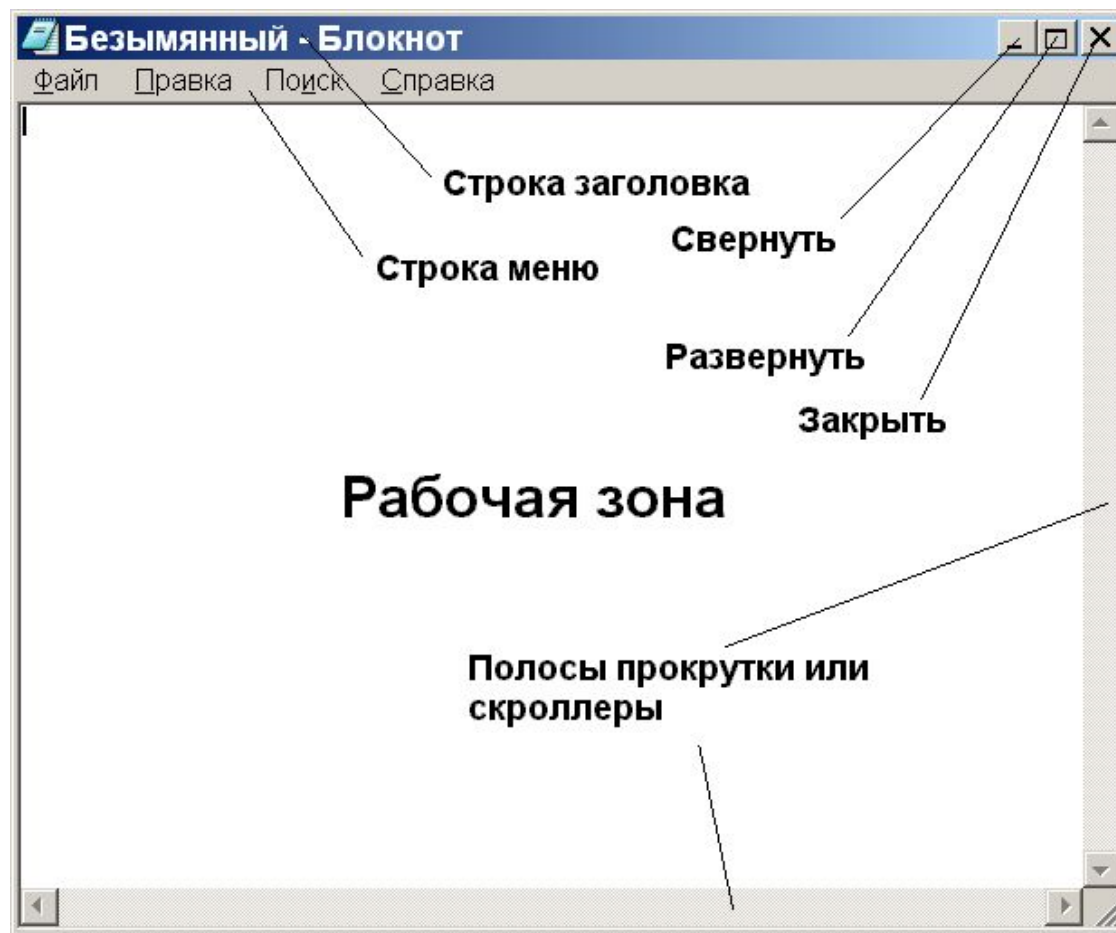 Безымянный - Блокнот
Файл Правка Поиск Справка
Строка заголовка
Свернуть
Строка меню
Развернуть
Закрыть
Рабочая зона
Полосы прокрутки или
скроллеры